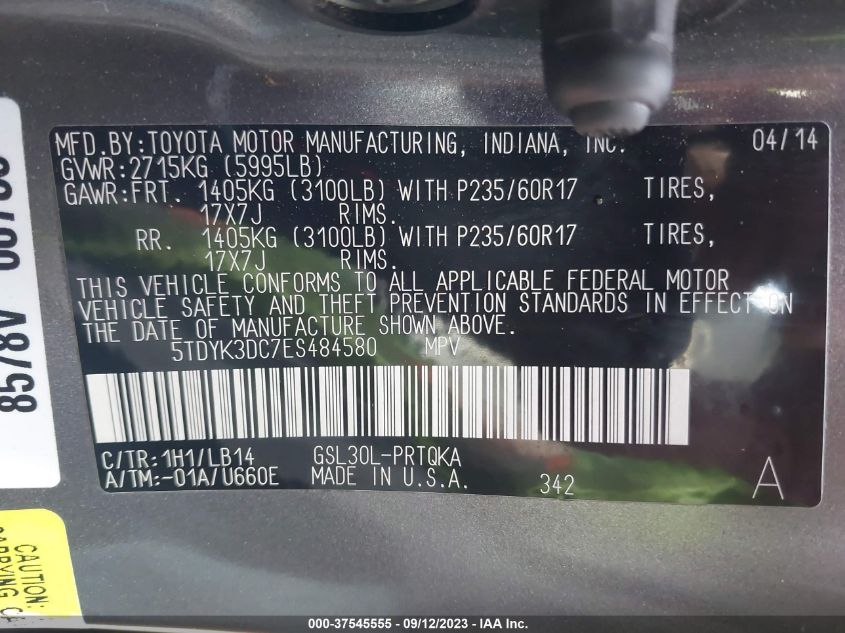 MFD.BY:TOYOTA MOTOR MANUFACTURING, INDIANA, INC. 04/14
GVWR:2715KG (5995LB)
GAWR:FRT. 1405KG (3100LB) WITH P235/60R17 TIRES,
17X7J RIMS.
RR. 1405KG (3100LB) WITH P235/60R17 TIRES,
17X7J RIMS.
THIS VEHICLE CONFORMS TO ALL APPLICABLE FEDERAL MOTOR
VEHICLE SAFETY AND THEFT PREVENTION STANDARDS IN EFFECT ON
THE DATE OF MANUFACTURE SHOWN ABOVE.
5TDYK3DC7ES484580 MPV
C/TR:1H1/LB14 GSL30L-PRTQKA
A/TM:-01A/U660E MADE IN U.S.A. 342 A
85/8V
CAUTION:
000-37545555 - 09/12/2023 - IAA Inc.